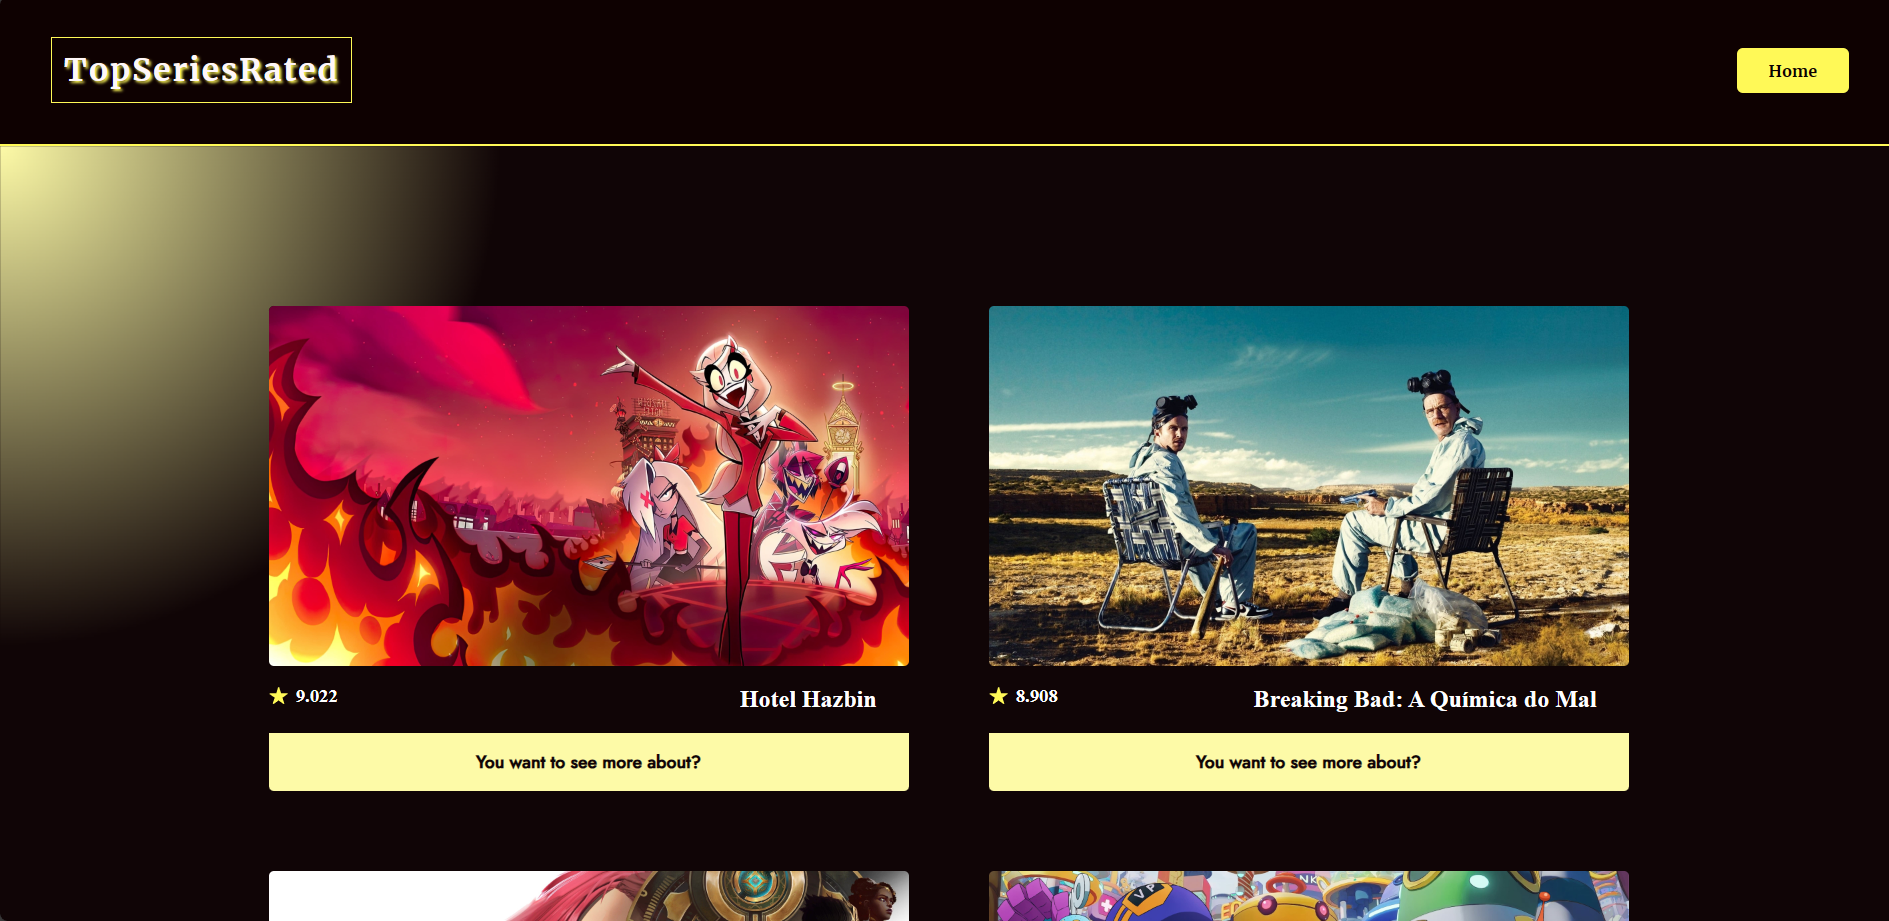 TopSeriesRated
Home
9.022
Hotel Hazbin
8.908
Breaking Bad: A Química do Mal
You want to see more about?
You want to see more about?
VP